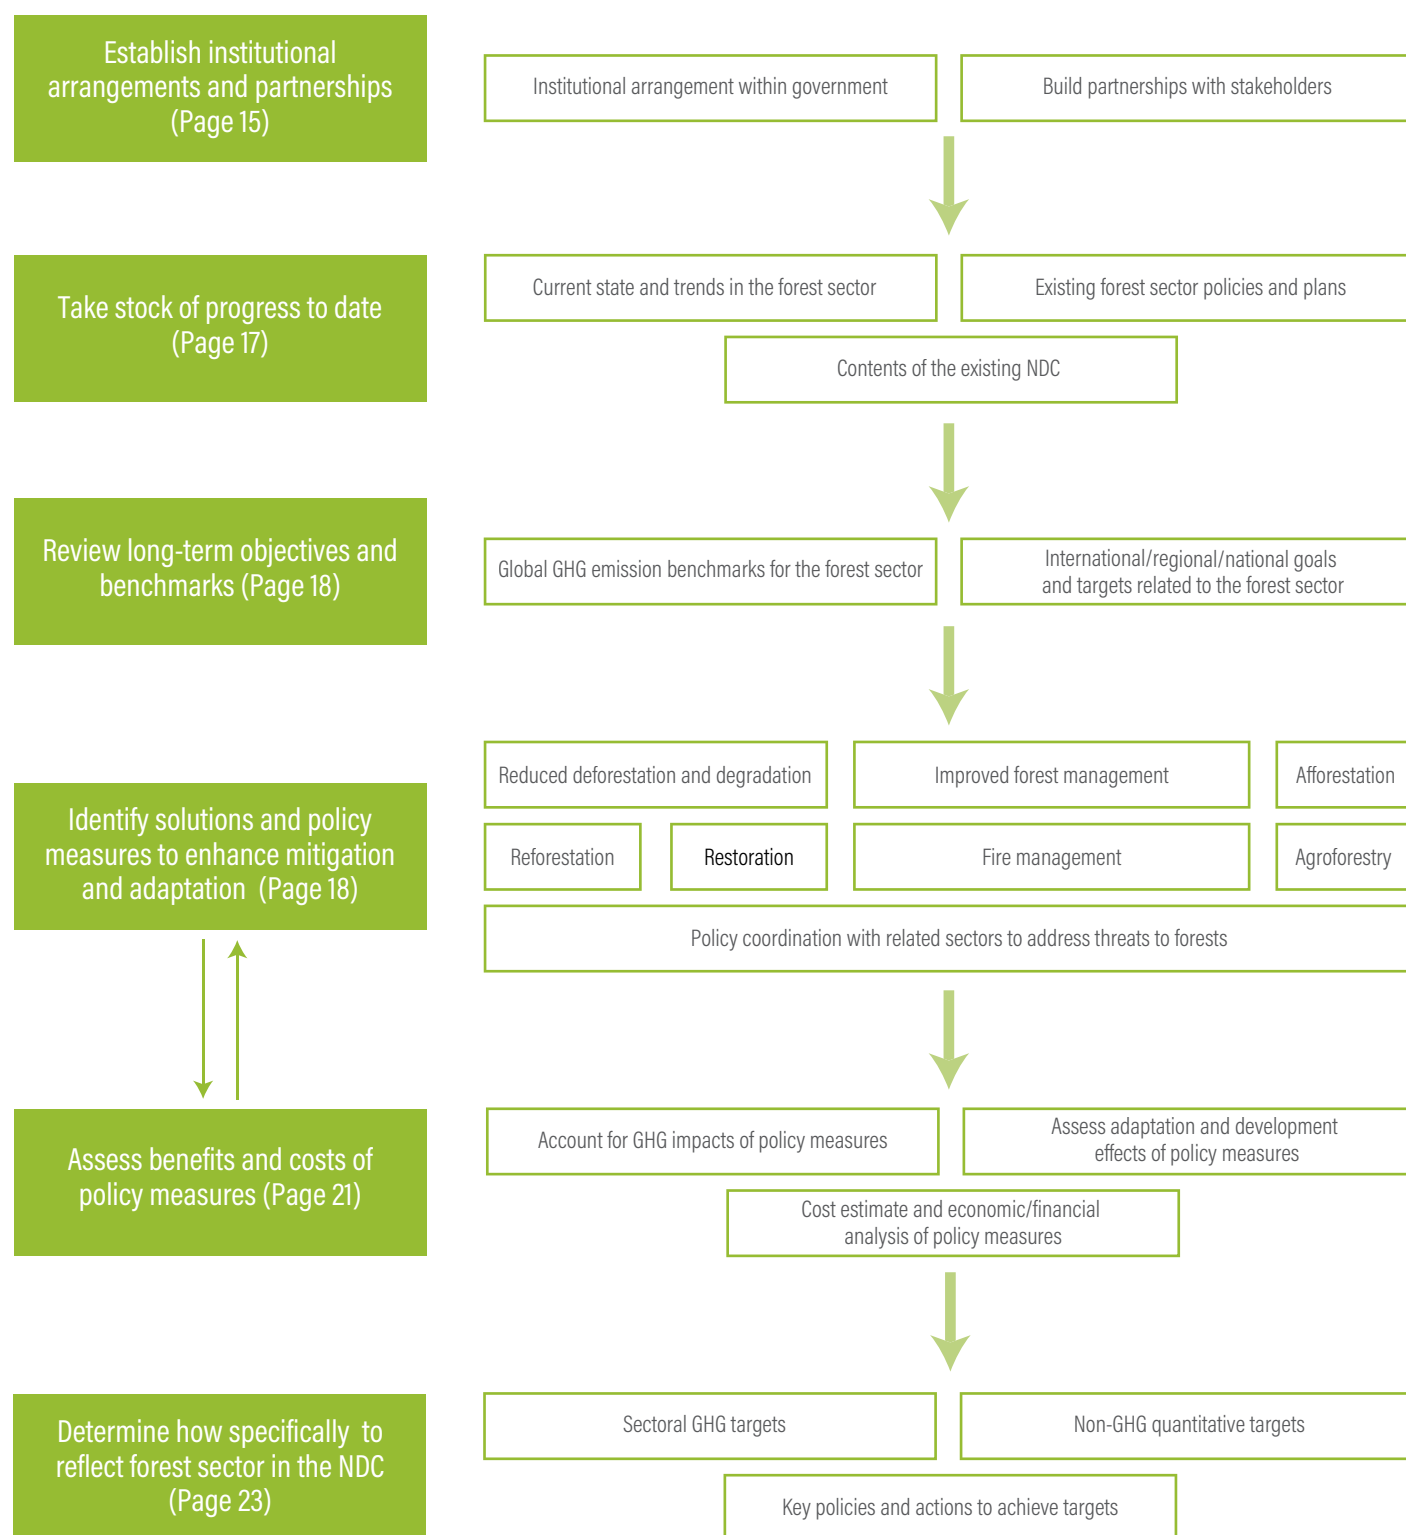 Establish institutional
arrangements and partnerships
(Page 15)
Institutional arrangement within government
Build partnerships with stakeholders
Take stock of progress to date
(Page 17)
Current state and trends in the forest sector
Existing forest sector policies and plans
Contents of the existing NDC
Review long-term objectives and
benchmarks (Page 18)
Global GHG emission benchmarks for the forest sector
International/regional/national goals
and targets related to the forest sector
Identify solutions and policy
measures to enhance mitigation
and adaptation (Page 18)
Reduced deforestation and degradation
Improved forest management
Afforestation
Reforestation
Restoration
Fire management
Agroforestry
Policy coordination with related sectors to address threats to forests
Assess benefits and costs of
policy measures (Page 21)
Account for GHG impacts of policy measures
Assess adaptation and development
effects of policy measures
Cost estimate and economic/financial
analysis of policy measures
Determine how specifically to
reflect forest sector in the NDC
(Page 23)
Sectoral GHG targets
Non-GHG quantitative targets
Key policies and actions to achieve targets